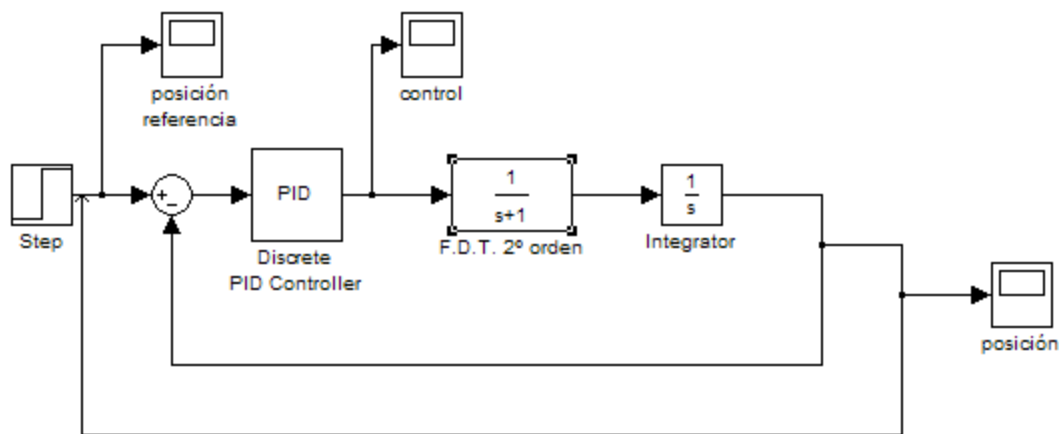 posición
referencia
control
Step
+
−
PID
Discrete
PID Controller
1
s+1
F.D.T. 2º orden
1
s
Integrator
posición